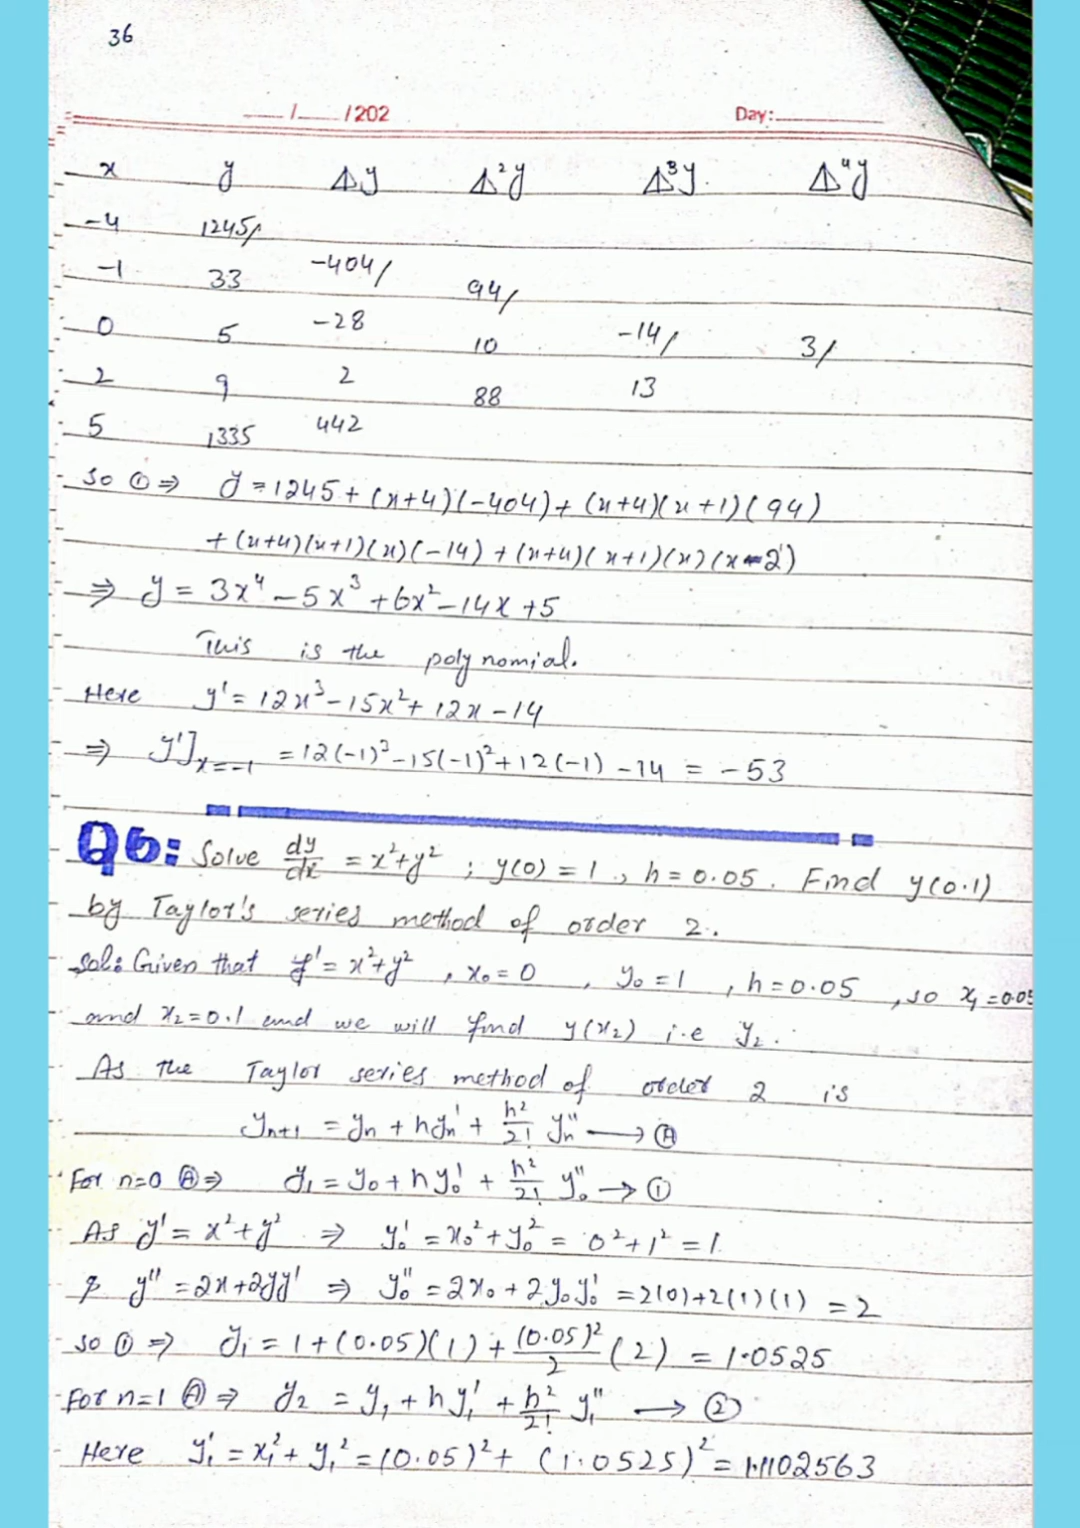 36
/ /202 Day:
x y Δy Δ²y Δ³y Δ⁴y
-4 1245/
-404/
-1 33 94/
-28 -14/
0 5 10 3/
2 13
2 9 88
442
5 1335
So ① ⇒ y = 1245 + (x+4)(-404) + (x+4)(x+1)(94)
+ (x+4)(x+1)(x)(-14) + (x+4)(x+1)(x)(x-2)
⇒ y = 3x⁴ - 5x³ + 6x² - 14x + 5
This is the polynomial.
Here y' = 12x³ - 15x² + 12x - 14
⇒ y']ₓ₌₋₁ = 12(-1)³ - 15(-1)² + 12(-1) - 14 = -53
Q6: Solve dy/dx = x²+y² ; y(0) = 1, h = 0.05. Find y(0.1)
by Taylor's series method of order 2.
Sol: Given that y' = x²+y², x₀ = 0, y₀ = 1, h = 0.05, so x₁ = 0.05
and x₂ = 0.1 and we will find y(x₂) i.e y₂.
As the Taylor series method of order 2 is
yₙ₊₁ = yₙ + hyₙ' + h²/2! yₙ'' → Ⓐ
For n=0 Ⓐ ⇒ y₁ = y₀ + hy₀' + h²/2! y₀'' → ①
As y' = x²+y² ⇒ y₀' = x₀² + y₀² = 0² + 1² = 1.
& y'' = 2x+2yy' ⇒ y₀'' = 2x₀ + 2y₀y₀' = 2(0)+2(1)(1) = 2
So ① ⇒ y₁ = 1 + (0.05)(1) + (0.05)²/2 (2) = 1.0525
For n=1 Ⓐ ⇒ y₂ = y₁ + hy₁' + h²/2! y₁'' → ②
Here y₁' = x₁² + y₁² = (0.05)² + (1.0525)² = 1.1102563